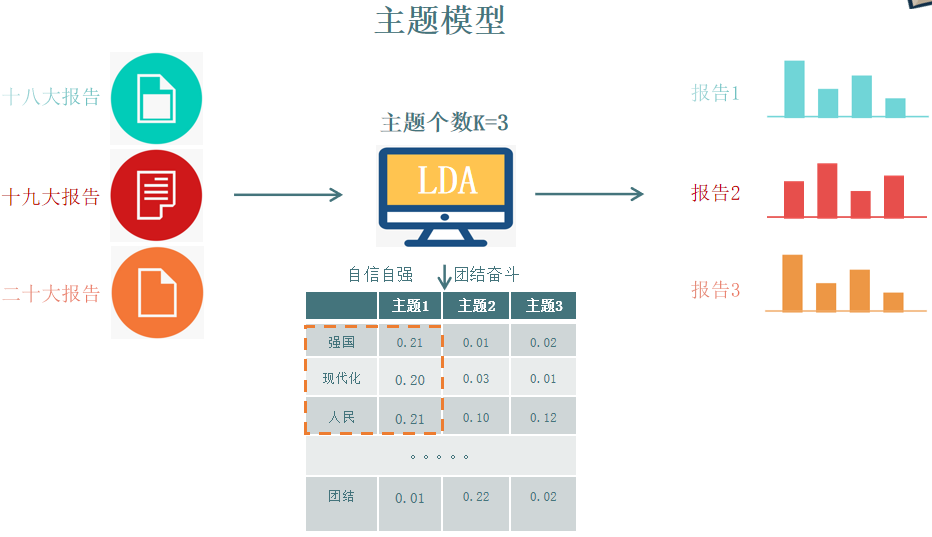 主题模型
十八大报告
十九大报告
二十大报告
主题个数K=3
LDA
报告1
报告2
报告3
自信自强 团结奋斗
主题1 主题2 主题3
强国 0.21 0.01 0.02
现代化 0.20 0.03 0.01
人民 0.21 0.10 0.12
。。。。。
团结 0.01 0.22 0.02